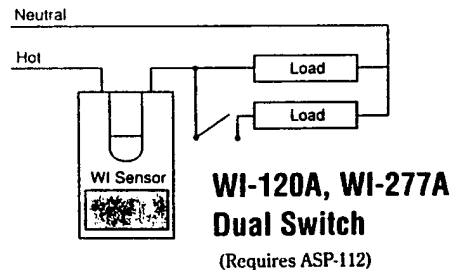 Neutral
Hot
Load
Load
WI Sensor
WI-120A, WI-277A
Dual Switch
(Requires ASP-112)